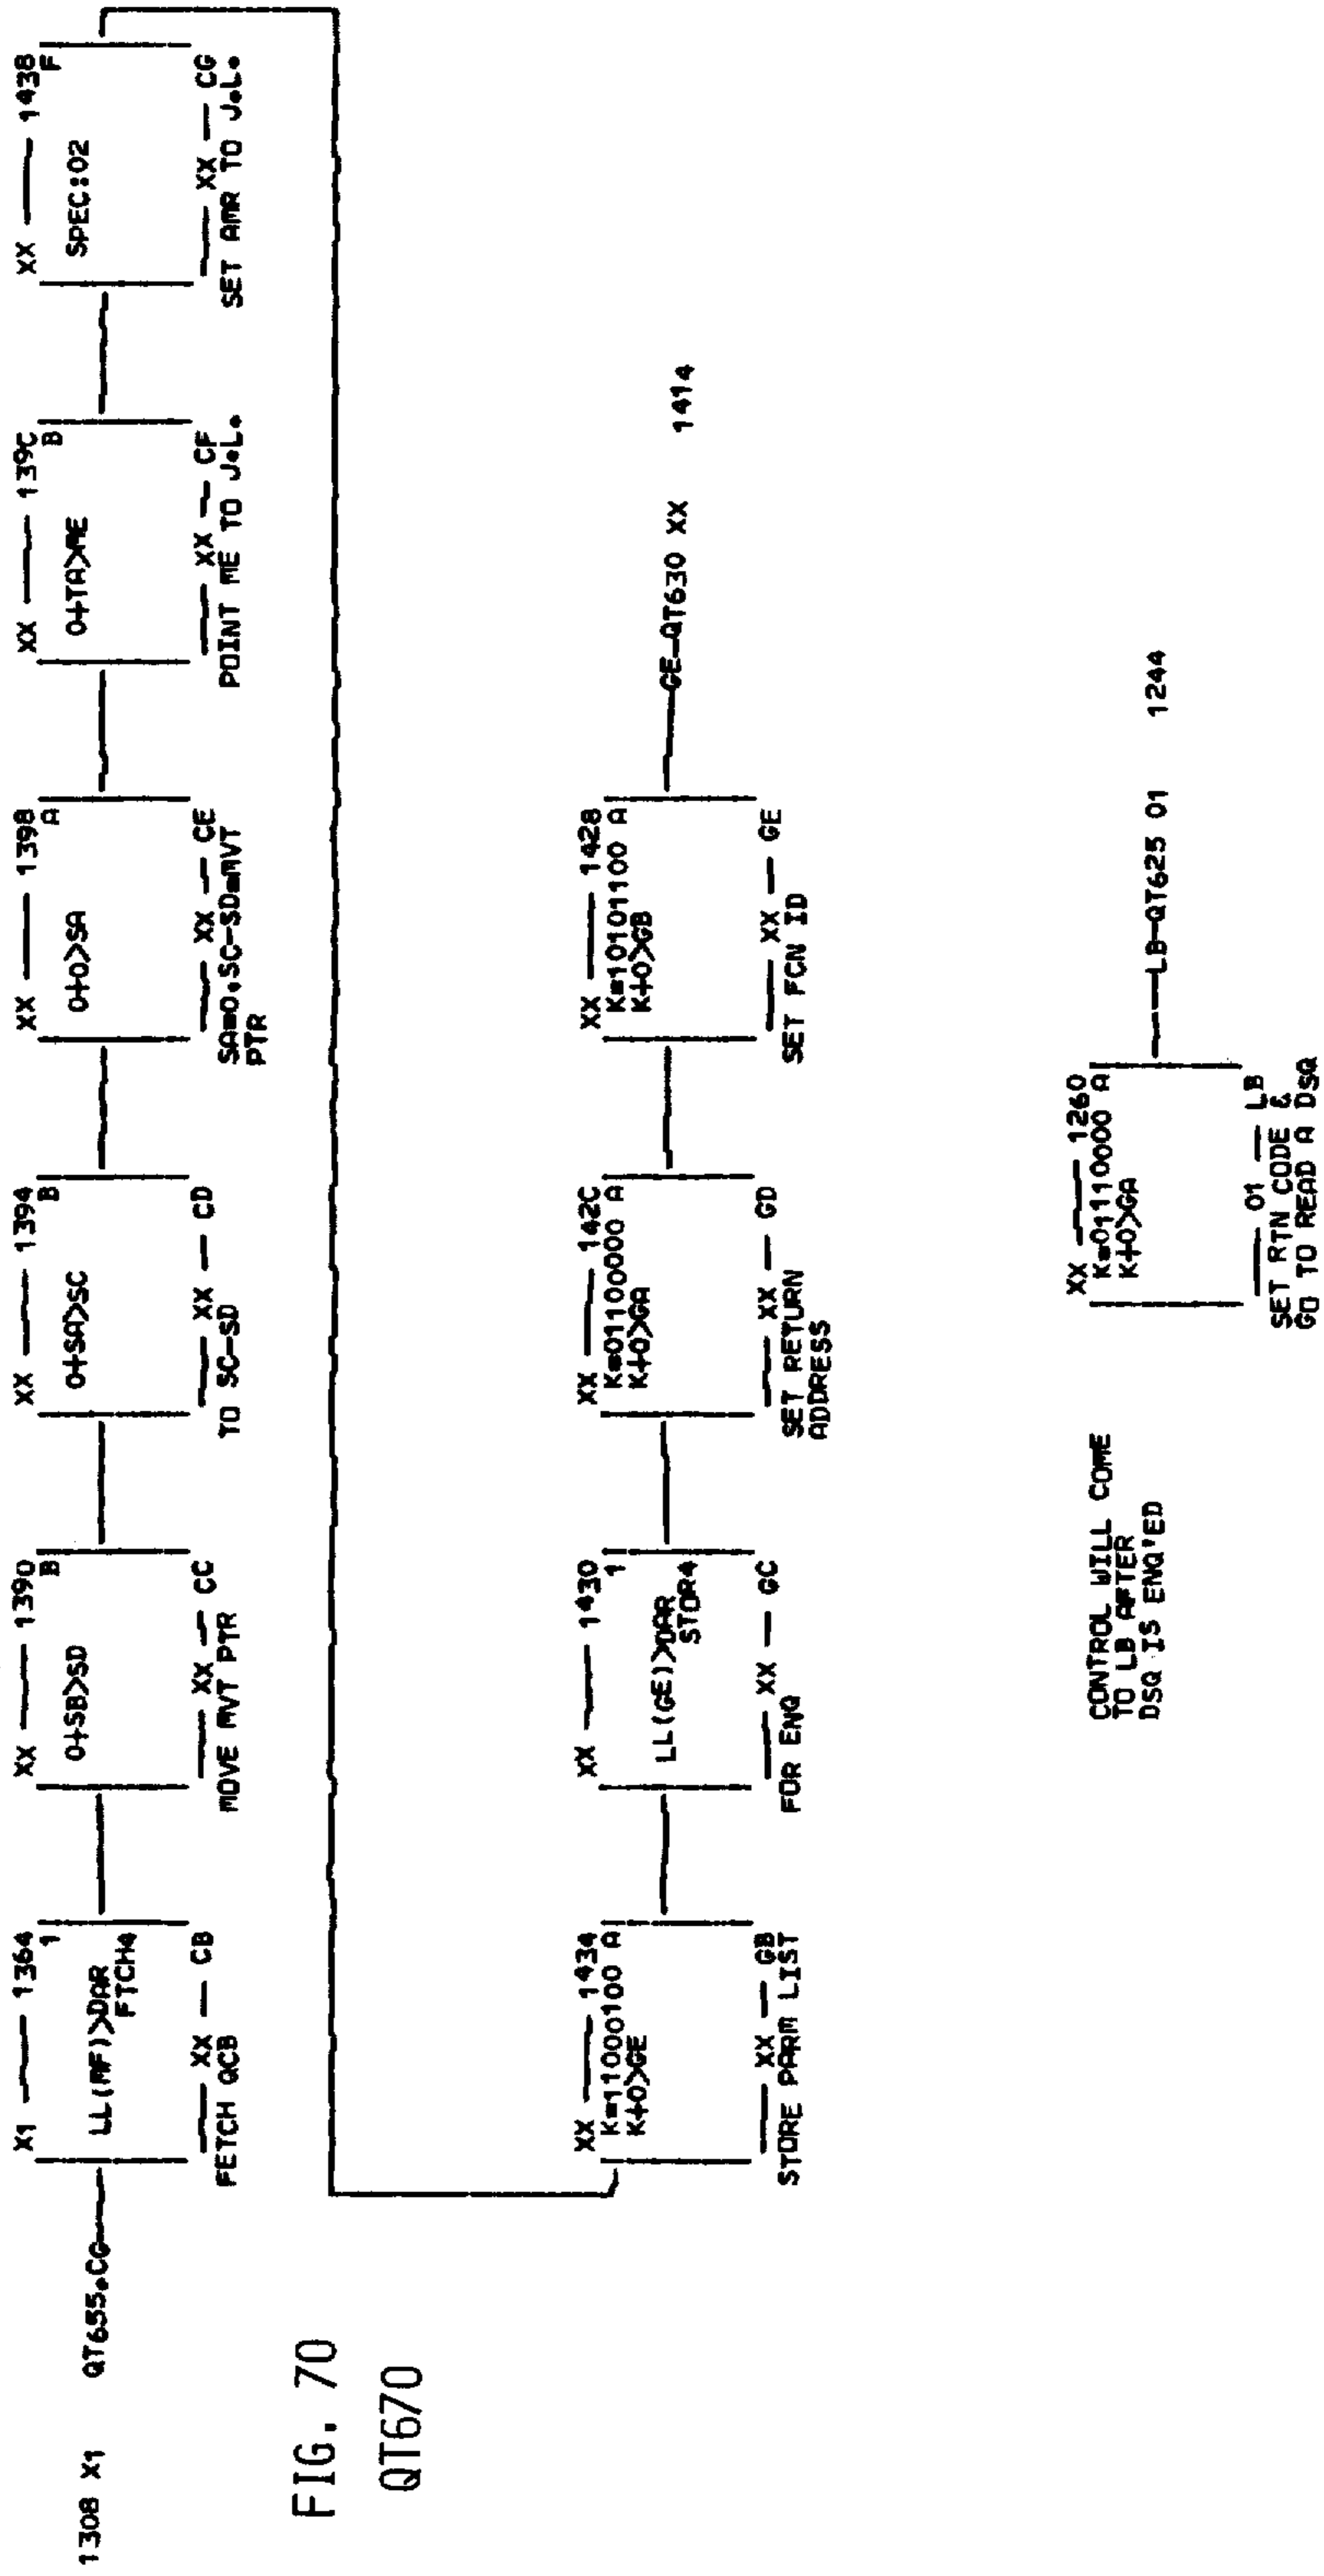 1308 X1 QT655.CG
X1 — 1364
1
LL(MF)>DAR
FTCH4
XX — CB
FETCH QCB
XX — 1390
B
0+SB>SD
XX — CC
MOVE MVT PTR
XX — 1394
B
0+SA>SC
XX — CD
TO SC-SD
XX — 1398
A
0+0>SA
XX — CE
SA=0,SC-SD=MVT
PTR
XX — 139C
B
0+TA>ME
XX — CF
POINT ME TO J.L.
XX — 1438
F
SPEC:02
XX — CG
SET AMR TO J.L.
FIG. 70
QT670
XX — 1434
K=11000100 A
K+0>GE
XX — GB
STORE PARM LIST
XX — 1430
1
LL(GE)>DAR
STOR4
XX — GC
FOR ENQ
XX — 142C
K=01100000 A
K+0>GA
XX — GD
SET RETURN
ADDRESS
XX — 1428
K=10101100 A
K+0>GB
XX — GE
SET FCN ID
GE-QT630 XX 1414
CONTROL WILL COME
TO LB AFTER
DSQ IS ENQ'ED
XX — 1260
K=01110000 A
K+0>GA
01 — LB
SET RTN CODE &
GO TO READ A DSQ
LB-QT625 01 1244